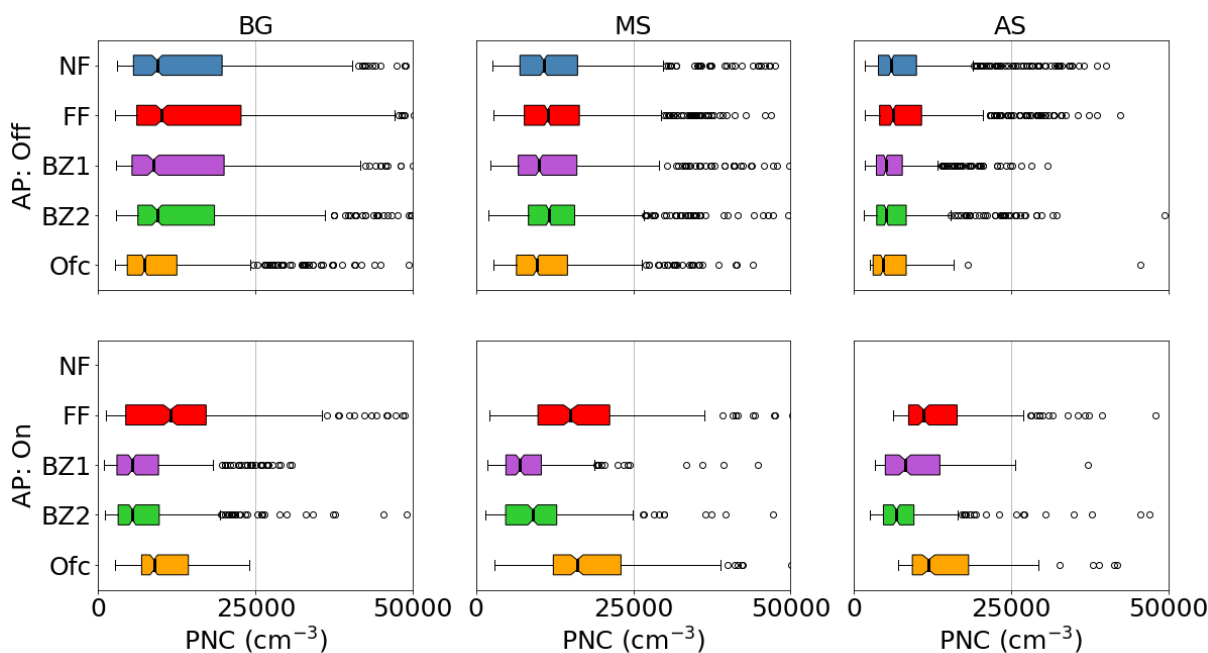 BG MS AS
AP: Off
NF
FF
BZ1
BZ2
Ofc
AP: On
NF
FF
BZ1
BZ2
Ofc
0 25000 50000 0 25000 50000 0 25000 50000
PNC (cm⁻³) PNC (cm⁻³) PNC (cm⁻³)